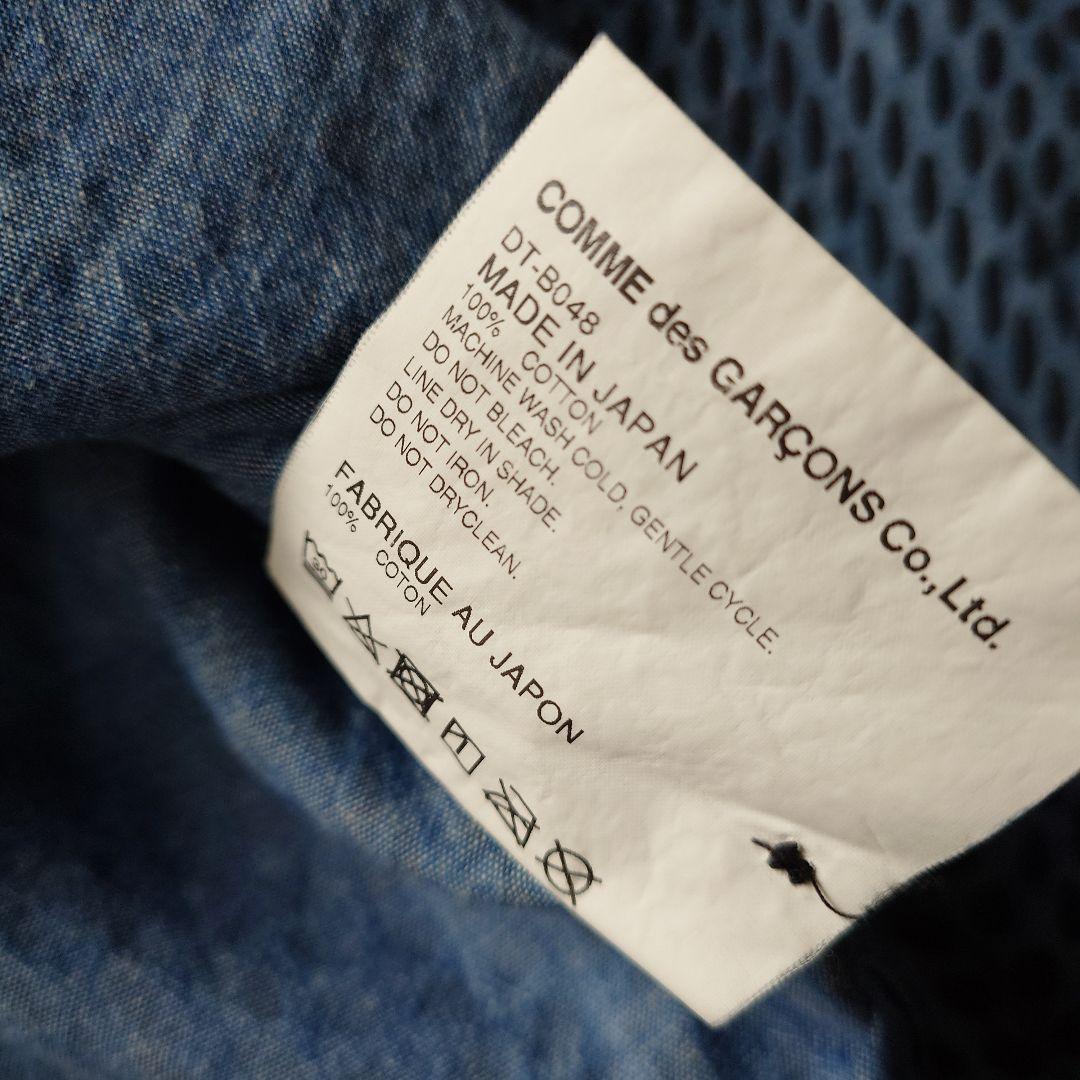 COMME des GARÇONS Co., Ltd.
DT-B048
MADE IN JAPAN
100% COTTON
MACHINE WASH COLD, GENTLE CYCLE.
DO NOT BLEACH.
LINE DRY IN SHADE.
DO NOT IRON.
DO NOT DRYCLEAN.
FABRIQUE AU JAPON
100% COTON
30